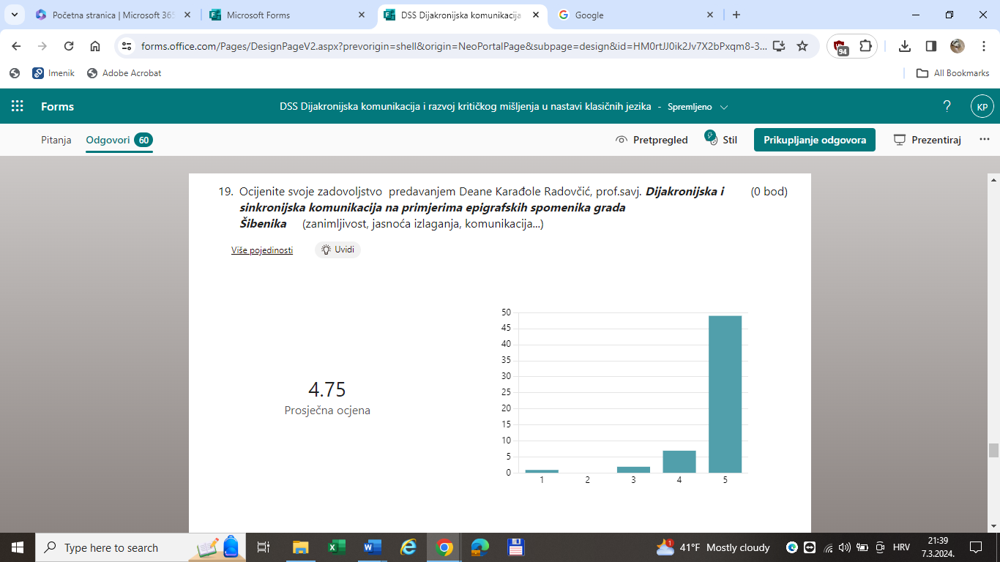 Početna stranica | Microsoft 365
Microsoft Forms
DSS Dijakronijska komunikacija
Google
forms.office.com/Pages/DesignPageV2.aspx?prevorigin=shell&origin=NeoPortalPage&subpage=design&id=HM0rtJJ0ik2Jv7X2bPxqm8-3...
94
Imenik
Adobe Acrobat
All Bookmarks
Forms
DSS Dijakronijska komunikacija i razvoj kritičkog mišljenja u nastavi klasičnih jezika - Spremljeno
?
KP
Pitanja
Odgovori 60
Pretpregled
Stil
Prikupljanje odgovora
Prezentiraj
19. Ocijenite svoje zadovoljstvo predavanjem Deane Karađole Radovčić, prof.savj. Dijakronijska i (0 bod)
sinkronijska komunikacija na primjerima epigrafskih spomenika grada
Šibenika (zanimljivost, jasnoća izlaganja, komunikacija...)
Više pojedinosti
Uvidi
4.75
Prosječna ocjena
50
45
40
35
30
25
20
15
10
5
0
1 2 3 4 5
Type here to search
1
41°F Mostly cloudy
HRV
21:39
7.3.2024.